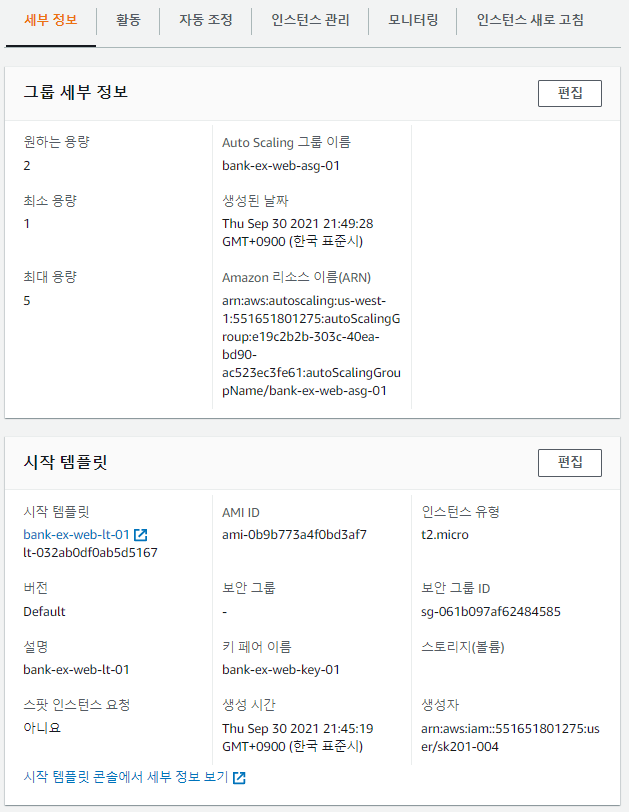 세부 정보
활동
자동 조정
인스턴스 관리
모니터링
인스턴스 새로 고침
그룹 세부 정보
편집
원하는 용량
2
최소 용량
1
최대 용량
5
Auto Scaling 그룹 이름
bank-ex-web-asg-01
생성된 날짜
Thu Sep 30 2021 21:49:28
GMT+0900 (한국 표준시)
Amazon 리소스 이름(ARN)
arn:aws:autoscaling:us-west-
1:551651801275:autoScalingG
roup:e19c2b2b-303c-40ea-
bd90-
ac523ec3fe61:autoScalingGrou
pName/bank-ex-web-asg-01
시작 템플릿
편집
시작 템플릿
bank-ex-web-lt-01
lt-032ab0df0ab5d5167
AMI ID
ami-0b9b773a4f0bd3af7
인스턴스 유형
t2.micro
버전
Default
보안 그룹
-
보안 그룹 ID
sg-061b097af62484585
설명
bank-ex-web-lt-01
키 페어 이름
bank-ex-web-key-01
스토리지(볼륨)
스팟 인스턴스 요청
아니요
생성 시간
Thu Sep 30 2021 21:45:19
GMT+0900 (한국 표준시)
생성자
arn:aws:iam::551651801275:us
er/sk201-004
시작 템플릿 콘솔에서 세부 정보 보기